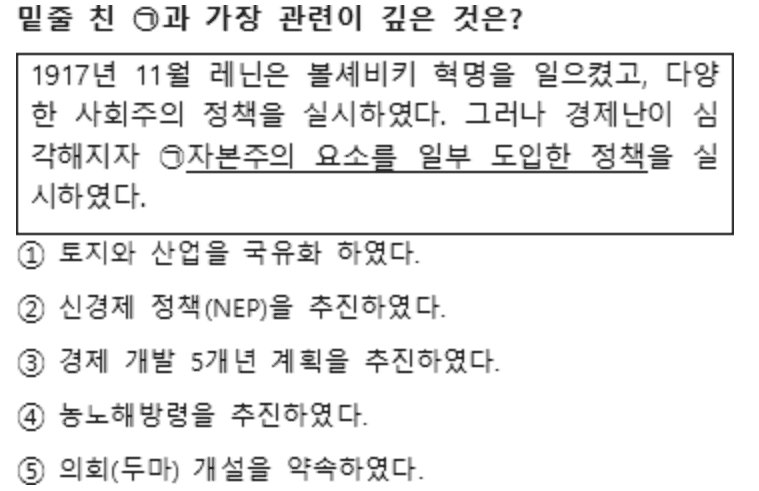 밑줄 친 ㉠과 가장 관련이 깊은 것은?
1917년 11월 레닌은 볼셰비키 혁명을 일으켰고, 다양
한 사회주의 정책을 실시하였다. 그러나 경제난이 심
각해지자 ㉠자본주의 요소를 일부 도입한 정책을 실
시하였다.
① 토지와 산업을 국유화 하였다.
② 신경제 정책(NEP)을 추진하였다.
③ 경제 개발 5개년 계획을 추진하였다.
④ 농노해방령을 추진하였다.
⑤ 의회(두마) 개설을 약속하였다.